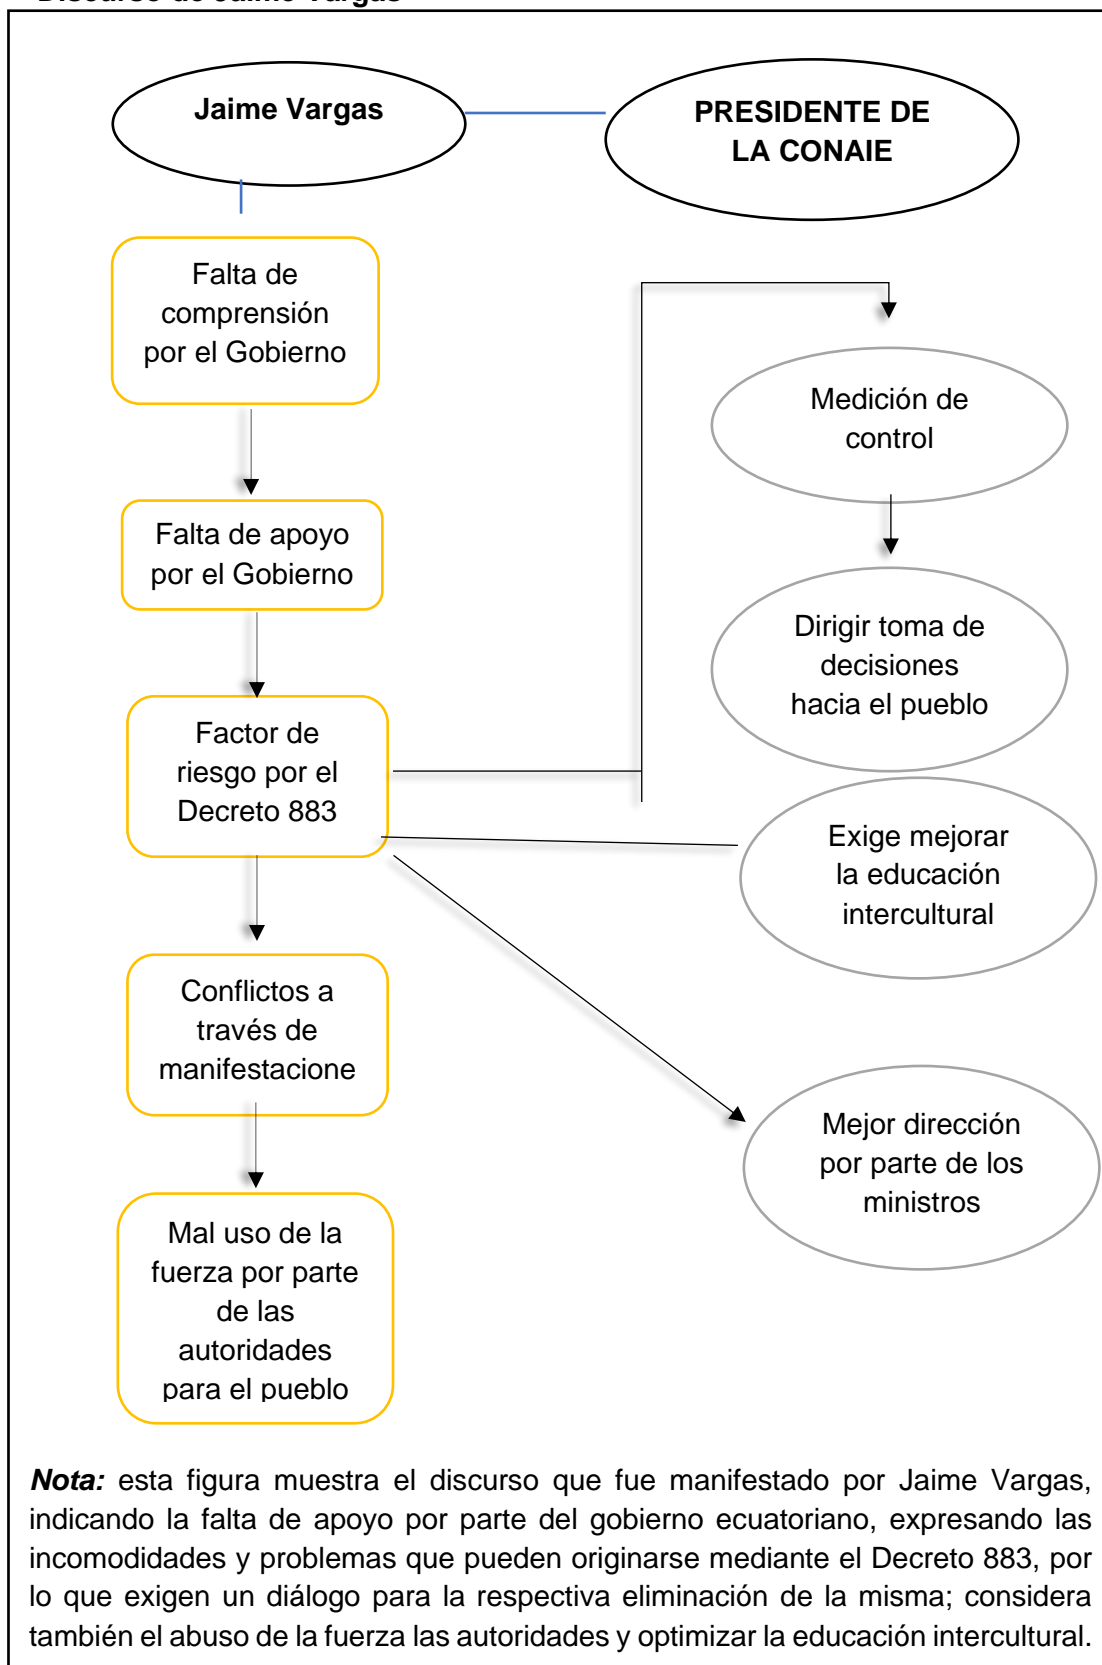 Discurso de Jaime Vargas
Jaime Vargas
PRESIDENTE DE
LA CONAIE
Falta de
comprensión
por el Gobierno
Falta de apoyo
por el Gobierno
Factor de
riesgo por el
Decreto 883
Conflictos a
través de
manifestacione
Mal uso de la
fuerza por parte
de las
autoridades
para el pueblo
Medición de
control
Dirigir toma de
decisiones
hacia el pueblo
Exige mejorar
la educación
intercultural
Mejor dirección
por parte de los
ministros
Nota: esta figura muestra el discurso que fue manifestado por Jaime Vargas,
indicando la falta de apoyo por parte del gobierno ecuatoriano, expresando las
incomodidades y problemas que pueden originarse mediante el Decreto 883, por
lo que exigen un diálogo para la respectiva eliminación de la misma; considera
también el abuso de la fuerza las autoridades y optimizar la educación intercultural.